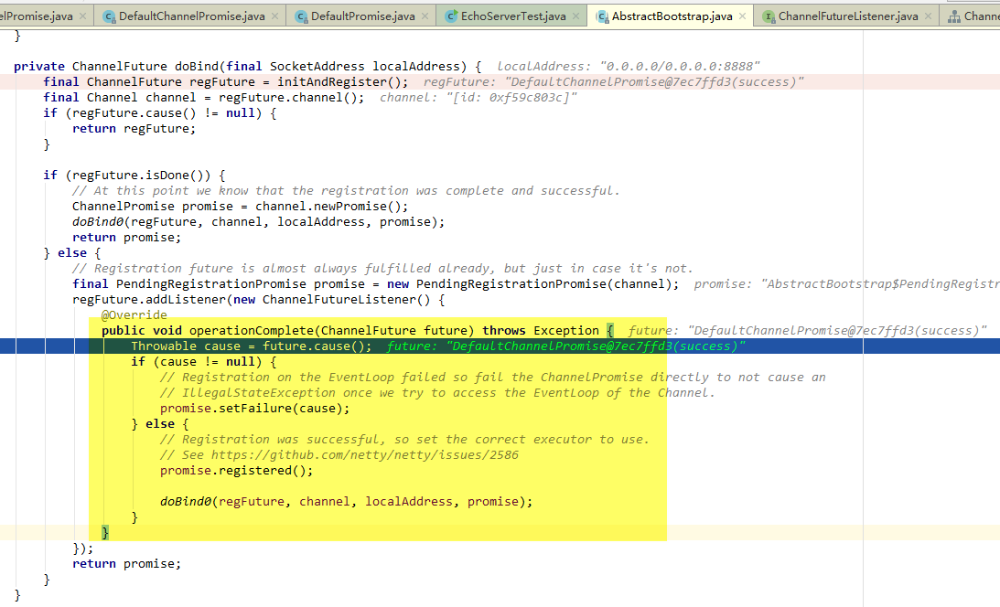 elPromise.java DefaultChannelPromise.java DefaultPromise.java EchoServerTest.java AbstractBootstrap.java ChannelFutureListener.java Channe
}
private ChannelFuture doBind(final SocketAddress localAddress) { localAddress: "0.0.0.0/0.0.0.0:8888"
final ChannelFuture regFuture = initAndRegister(); regFuture: "DefaultChannelPromise@7ec7ffd3(success)"
final Channel channel = regFuture.channel(); channel: "[id: 0xf59c803c]"
if (regFuture.cause() != null) {
return regFuture;
}
if (regFuture.isDone()) {
// At this point we know that the registration was complete and successful.
ChannelPromise promise = channel.newPromise();
doBind0(regFuture, channel, localAddress, promise);
return promise;
} else {
// Registration future is almost always fulfilled already, but just in case it's not.
final PendingRegistrationPromise promise = new PendingRegistrationPromise(channel); promise: "AbstractBootstrap$PendingRegistr
regFuture.addListener(new ChannelFutureListener() {
@Override
public void operationComplete(ChannelFuture future) throws Exception { future: "DefaultChannelPromise@7ec7ffd3(success)"
Throwable cause = future.cause(); future: "DefaultChannelPromise@7ec7ffd3(success)"
if (cause != null) {
// Registration on the EventLoop failed so fail the ChannelPromise directly to not cause an
// IllegalStateException once we try to access the EventLoop of the Channel.
promise.setFailure(cause);
} else {
// Registration was successful, so set the correct executor to use.
// See https://github.com/netty/netty/issues/2586
promise.registered();
doBind0(regFuture, channel, localAddress, promise);
}
}
});
return promise;
}
}